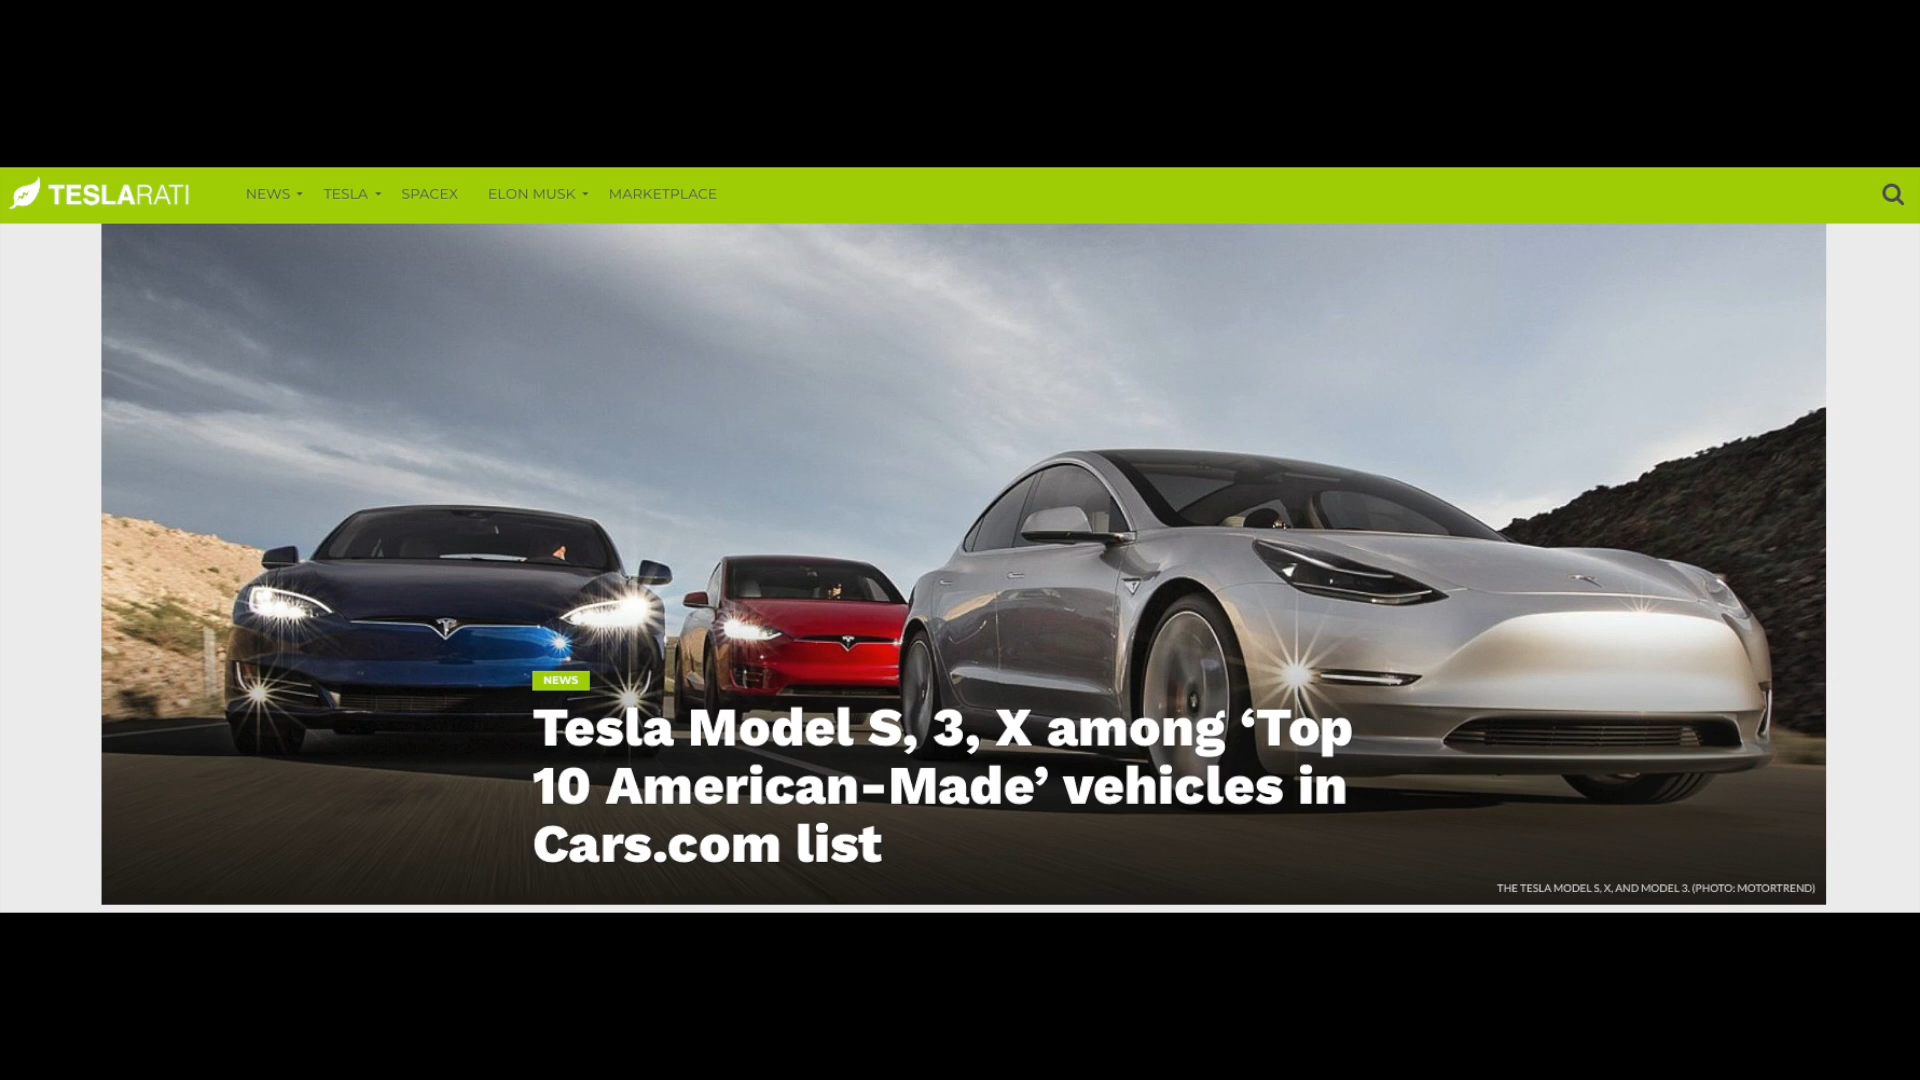 TESLARATI
NEWS
TESLA
SPACEX
ELON MUSK
MARKETPLACE
NEWS
Tesla Model S, 3, X among ‘Top
10 American-Made’ vehicles in
Cars.com list
THE TESLA MODEL S, X, AND MODEL 3. (PHOTO: MOTORTREND)